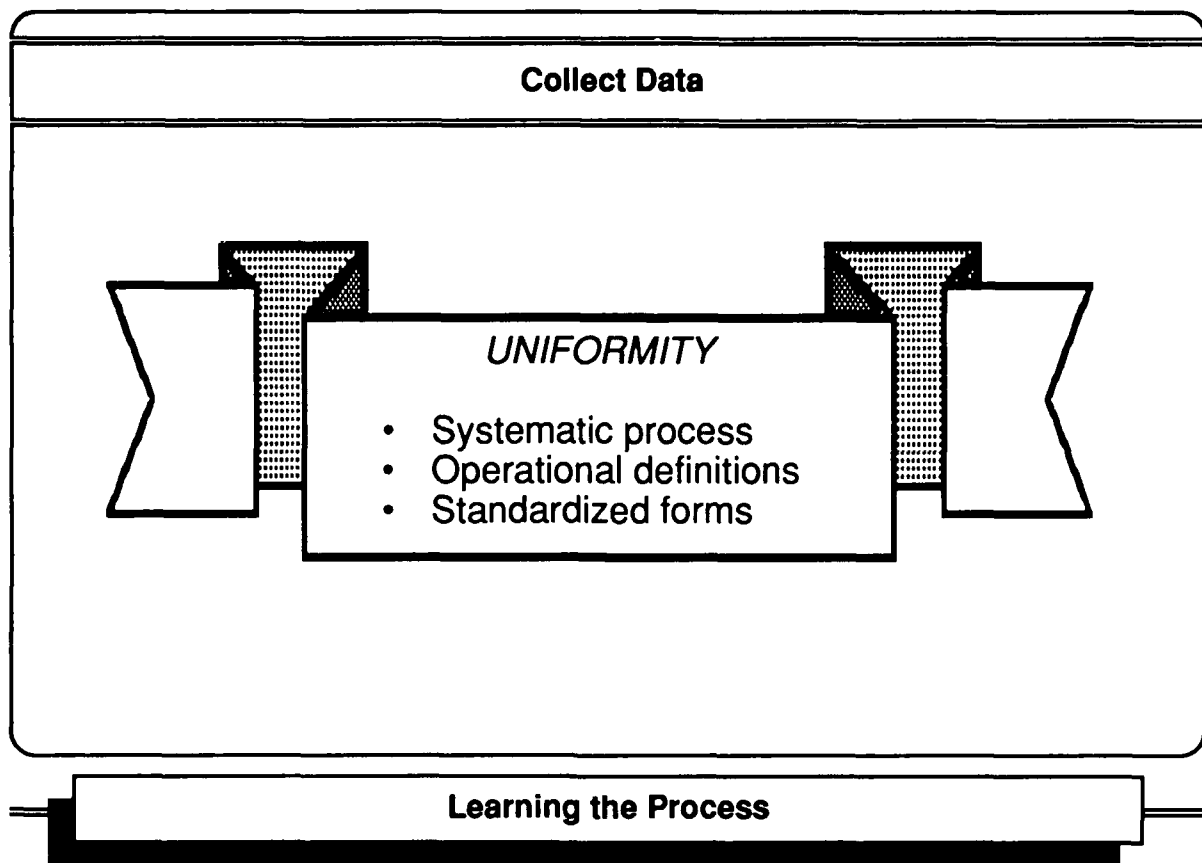 Collect Data
UNIFORMITY
• Systematic process
• Operational definitions
• Standardized forms
Learning the Process